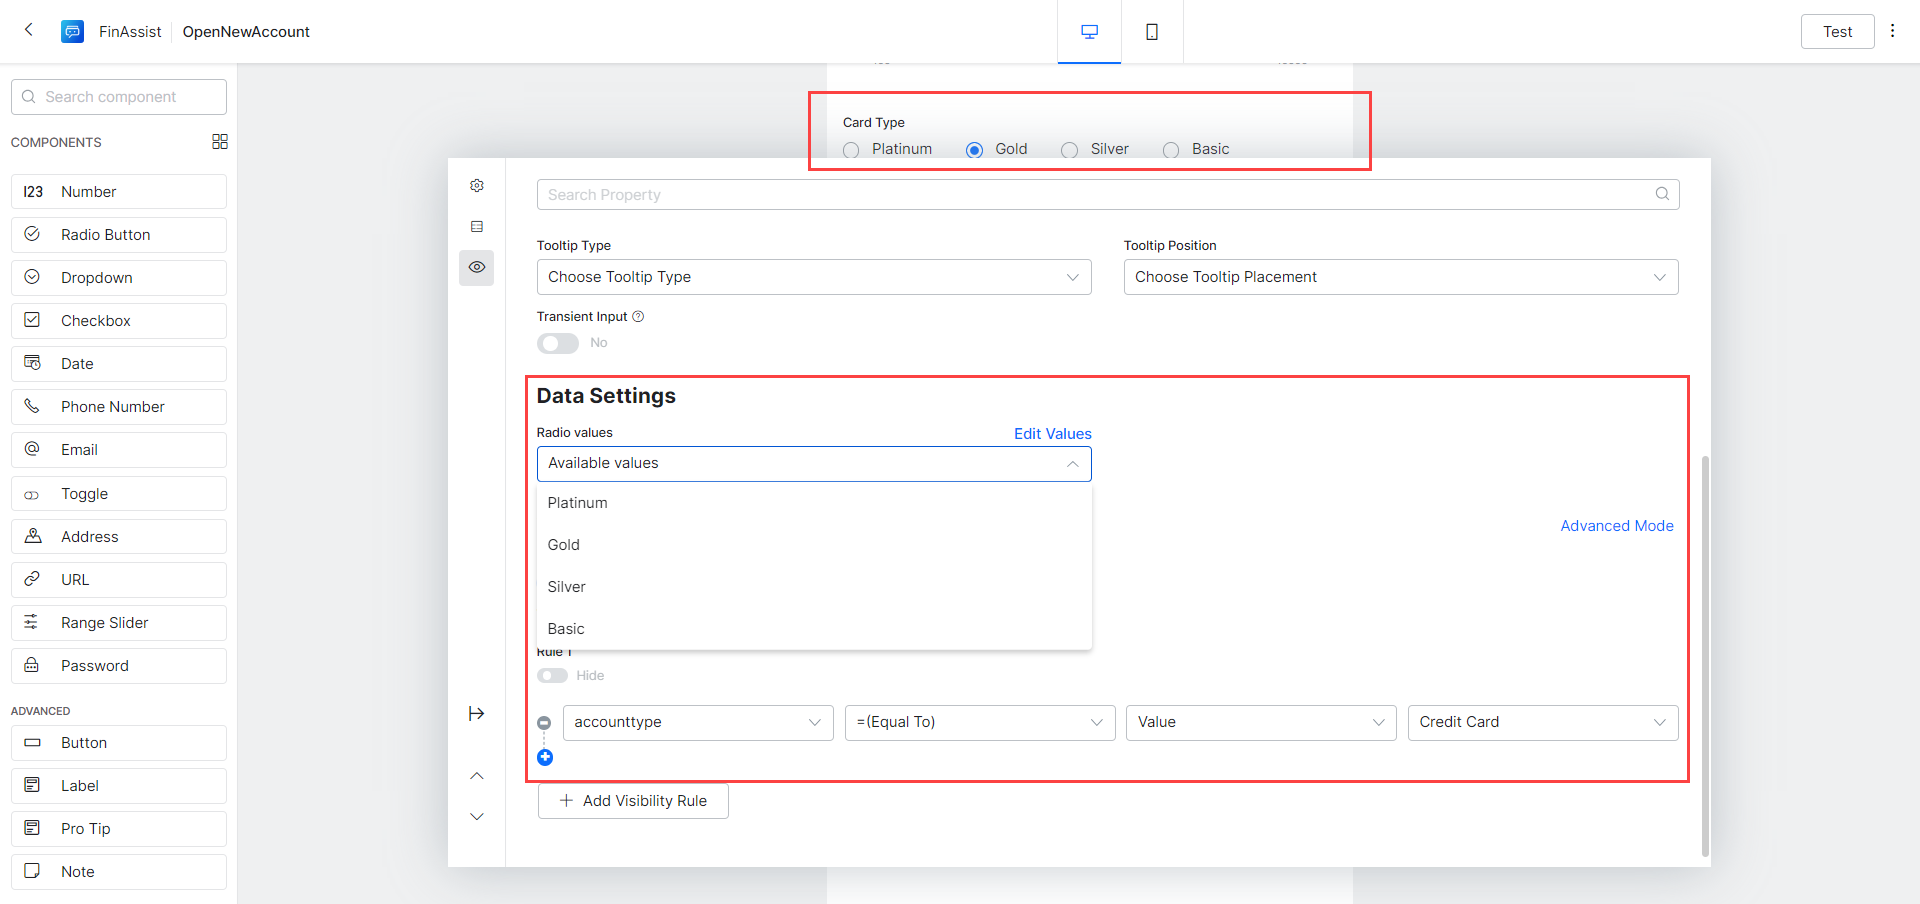 FinAssist OpenNewAccount
Test
Search component
COMPONENTS
123 Number
Radio Button
Dropdown
Checkbox
Date
Phone Number
Email
Toggle
Address
URL
Range Slider
Password
ADVANCED
Button
Label
Pro Tip
Note
Card Type
Platinum Gold Silver Basic
Search Property
Tooltip Type Tooltip Position
Choose Tooltip Type Choose Tooltip Placement
Transient Input
No
Data Settings
Radio values Edit Values
Available values
Platinum
Gold
Advanced Mode
Silver
Basic
Rule 1
Hide
accounttype =(Equal To) Value Credit Card
Add Visibility Rule